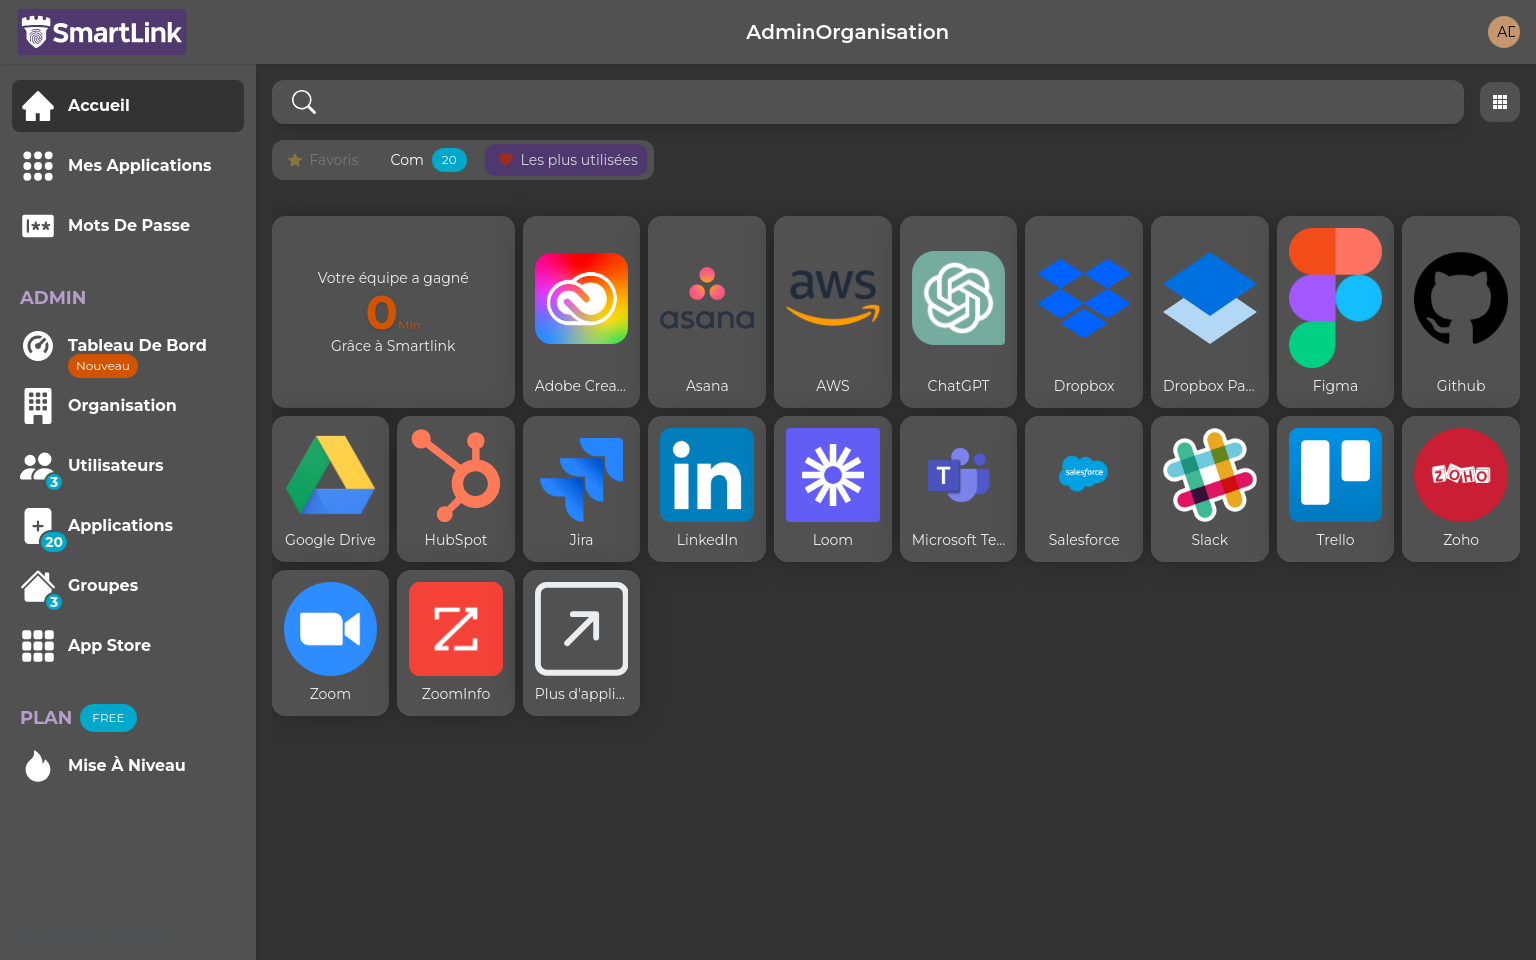 SmartLink
AdminOrganisation
AD
Accueil
Mes Applications
Mots De Passe
ADMIN
Tableau De Bord
Nouveau
Organisation
Utilisateurs
3
Applications
20
Groupes
3
App Store
PLAN FREE
Mise À Niveau
Favoris
Com 20
Les plus utilisées
Votre équipe a gagné
0 Min
Grâce à Smartlink
Adobe Crea...
asana
Asana
aws
AWS
ChatGPT
Dropbox
Dropbox Pa...
Figma
Github
Google Drive
HubSpot
Jira
in
LinkedIn
Loom
T
Microsoft Te...
salesforce
Salesforce
Slack
Trello
ZOHO
Zoho
Zoom
Z
ZoomInfo
Plus d'appli...